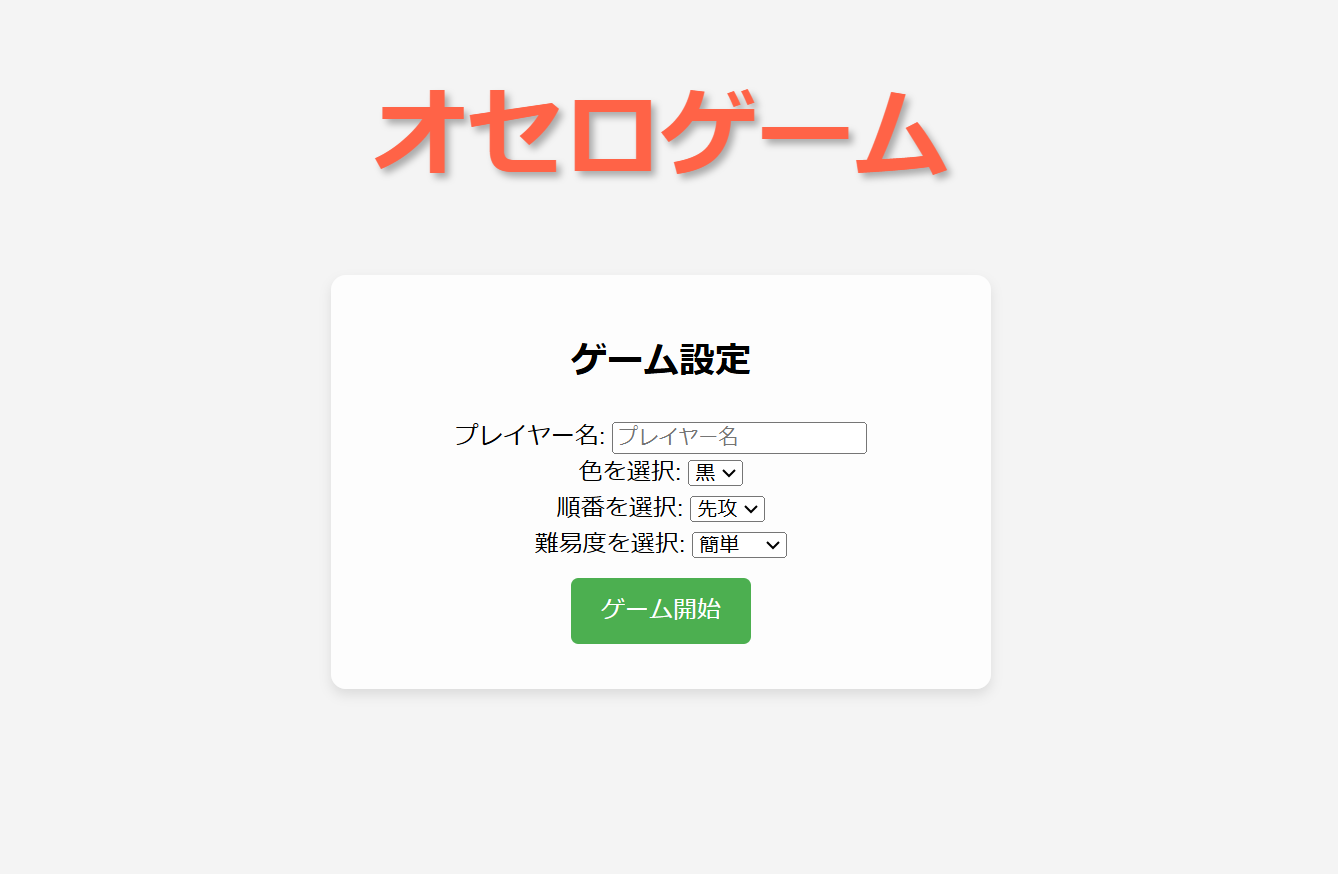 オセロゲーム
ゲーム設定
プレイヤー名: プレイヤー名
色を選択: 黒
順番を選択: 先攻
難易度を選択: 簡単
ゲーム開始